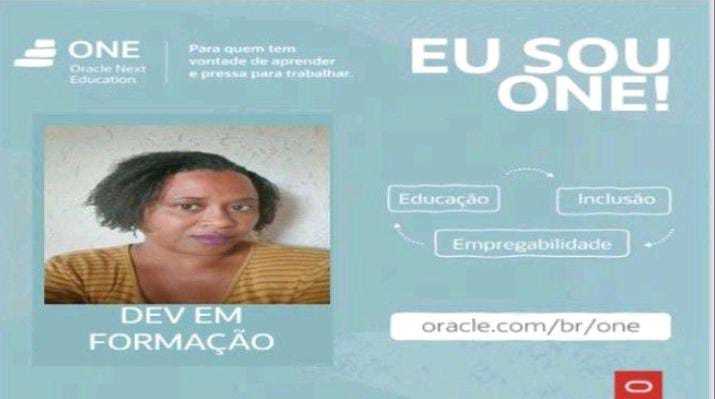 ONE
Oracle Next
Education
Para quem tem
vontade de aprender
e pressa para trabalhar.
EU SOU
ONE!
DEV EM
FORMAÇÃO
Educação
Inclusão
Empregabilidade
oracle.com/br/one